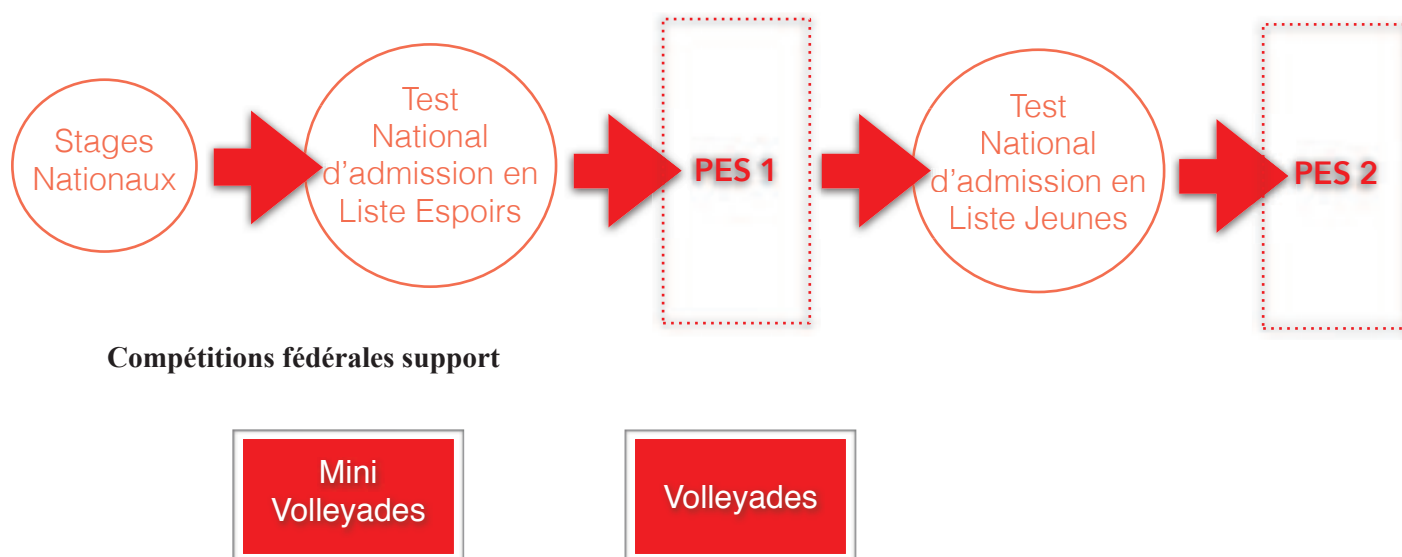 Stages
Nationaux
Test
National
d’admission en
Liste Espoirs
PES 1
Test
National
d’admission en
Liste Jeunes
PES 2
Compétitions fédérales support
Mini
Volleyades
Volleyades